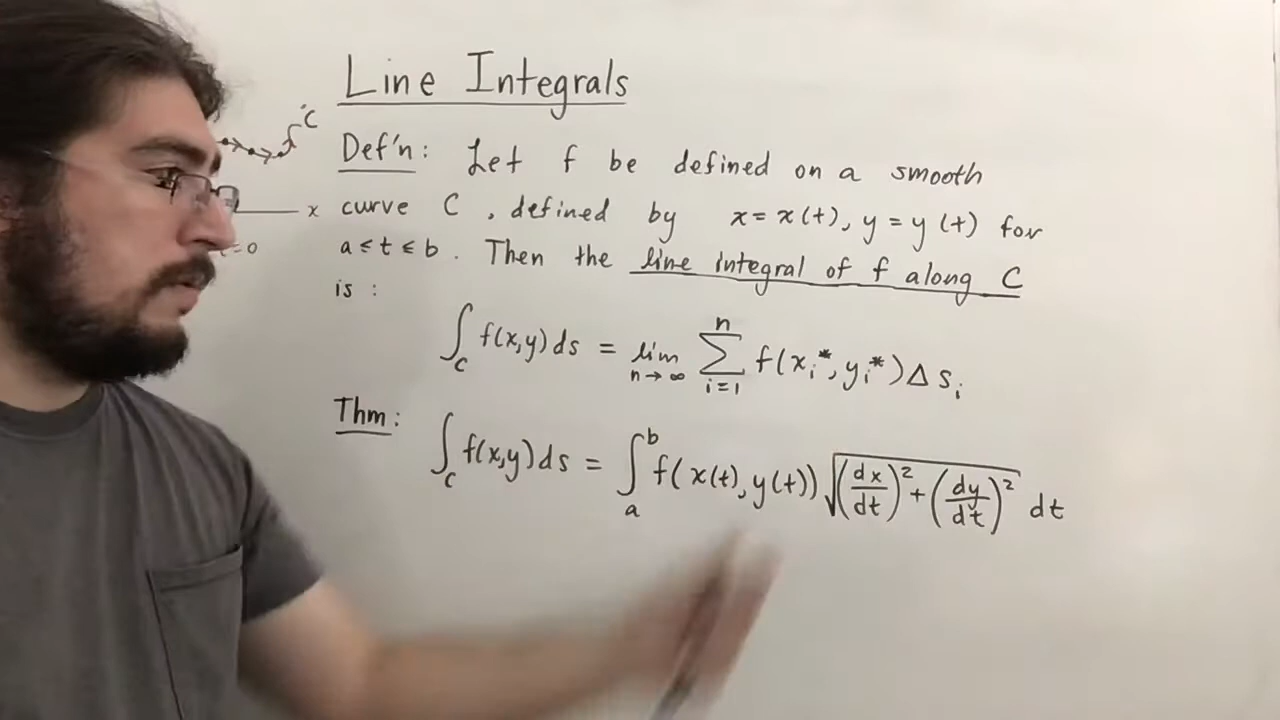 Line Integrals
C
Def'n: Let f be defined on a smooth
x
curve C, defined by x = x(t), y = y(t) for
=0
a ≤ t ≤ b. Then the line integral of f along C
is:
∫_C f(x,y) ds = lim_{n→∞} ∑_{i=1}^{n} f(x_i^*, y_i^*) Δs_i
Thm: ∫_C f(x,y) ds = ∫_a^b f(x(t), y(t)) √((dx/dt)^2 + (dy/dt)^2) dt